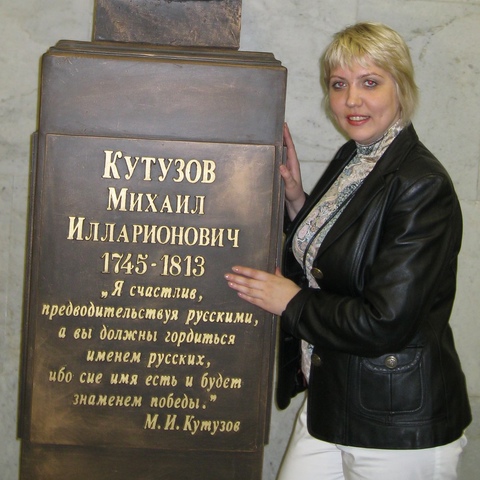 КУТУЗОВ
МИХАИЛ
ИЛЛАРИОНОВИЧ
1745-1813
„Я счастлив,
предводительствуя русскими,
а вы должны гордиться
именем русских,
ибо сие имя есть и будет
знаменем победы."
М. И. Кутузов